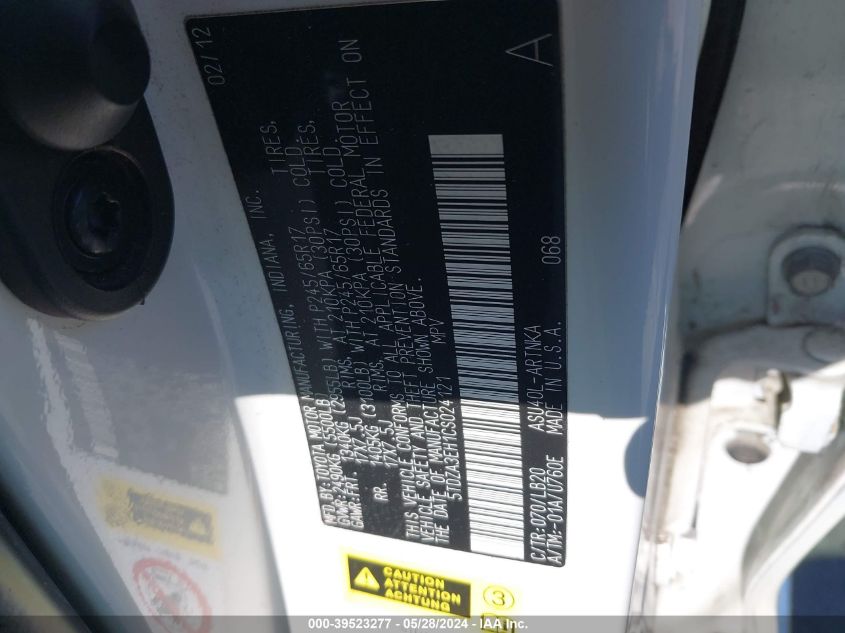 MFD. BY: TOYOTA MOTOR MANUFACTURING, INDIANA, INC. 02/12
GVWR: 2490KG (5500LB)
GAWR: FRT. 1340KG (2955LB) WITH P245/65R17 TIRES,
17X7.5J RIMS, AT 210KPA (30PSI) COLD;
RR. 1405KG (3100LB) WITH P245/65R17 TIRES,
17X7.5J RIMS, AT 210KPA (30PSI) COLD.
THIS VEHICLE CONFORMS TO ALL APPLICABLE FEDERAL MOTOR
VEHICLE SAFETY AND THEFT PREVENTION STANDARDS IN EFFECT ON
THE DATE OF MANUFACTURE SHOWN ABOVE.
5TDZA3EH1CS024121 MPV
A
C/TR:070/LB20 ASU40L-ARTNKA 068
A/TM:-01A/U760E MADE IN U.S.A.
CAUTION
ATTENTION
ACHTUNG
3
000-39523277 - 05/28/2024 - IAA Inc.